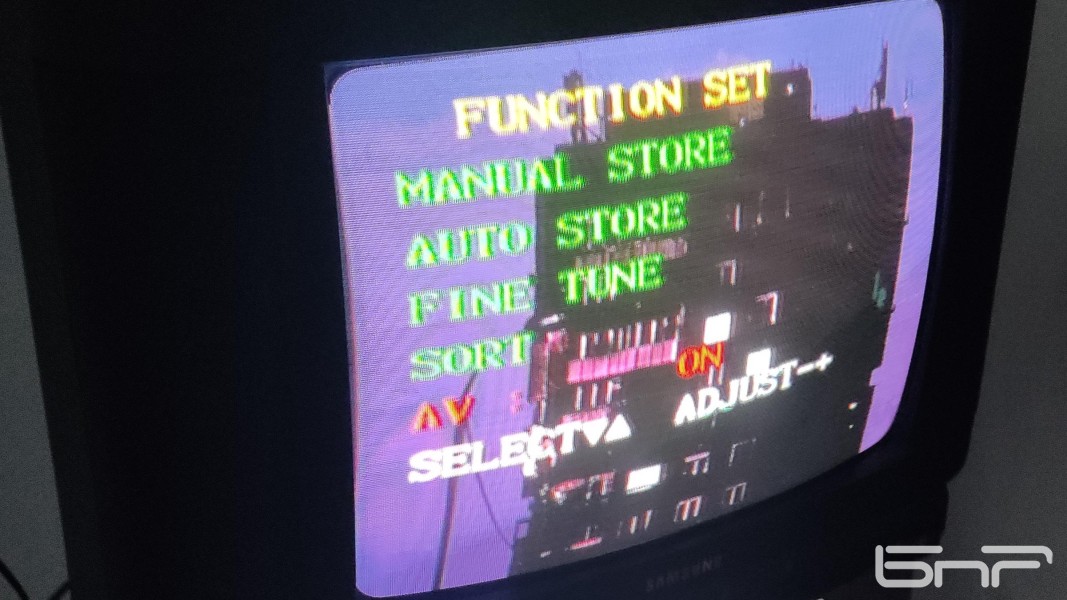 FUNCTION SET
MANUAL STORE
AUTO STORE
FINE TUNE
SORT
AV : ON
SELECT▼▲ ADJUST-+
SAMSUNG
бнр